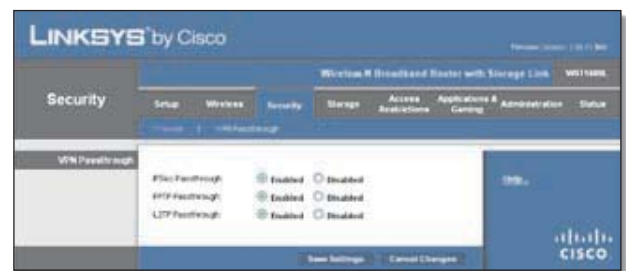 LINKSYS by Cisco
Wireless-N Broadband Router with Storage Link
Security
Setup Wireless Security Storage Access Restrictions Applications & Gaming Administration Status
VPN Passthrough
VPN Passthrough
IPSec Passthrough Enabled Disabled
PPTP Passthrough Enabled Disabled
L2TP Passthrough Enabled Disabled
Help...
Save Settings Cancel Changes
CISCO